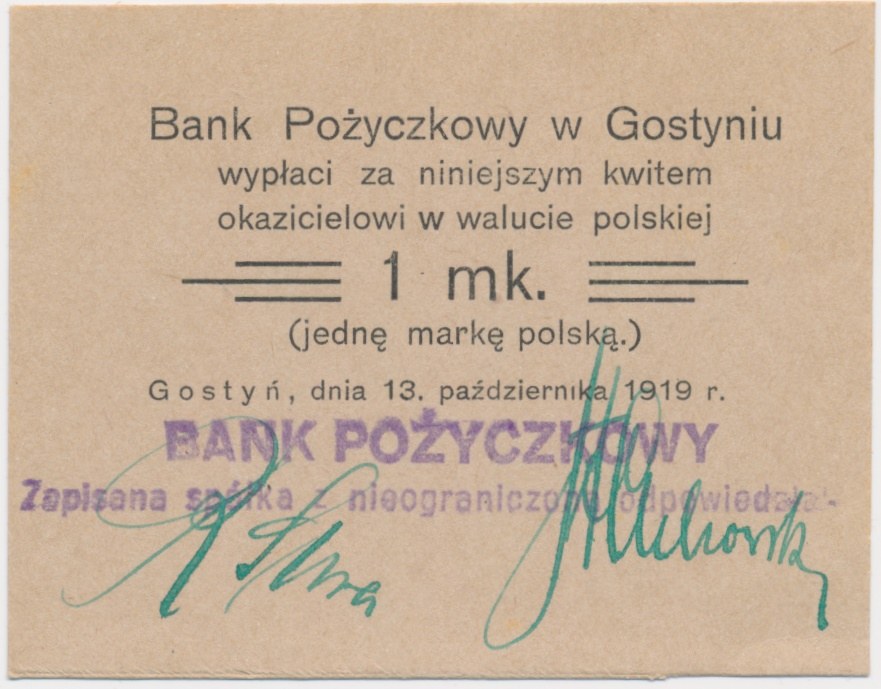 Bank Pożyczkowy w Gostyniu
wypłaci za niniejszym kwitem
okazicielowi w walucie polskiej
1 mk.
(jednę markę polską.)
Gostyń, dnia 13. października 1919 r.
BANK POŻYCZKOWY
Zapisana spółka z nieograniczoną odpowiedzial-